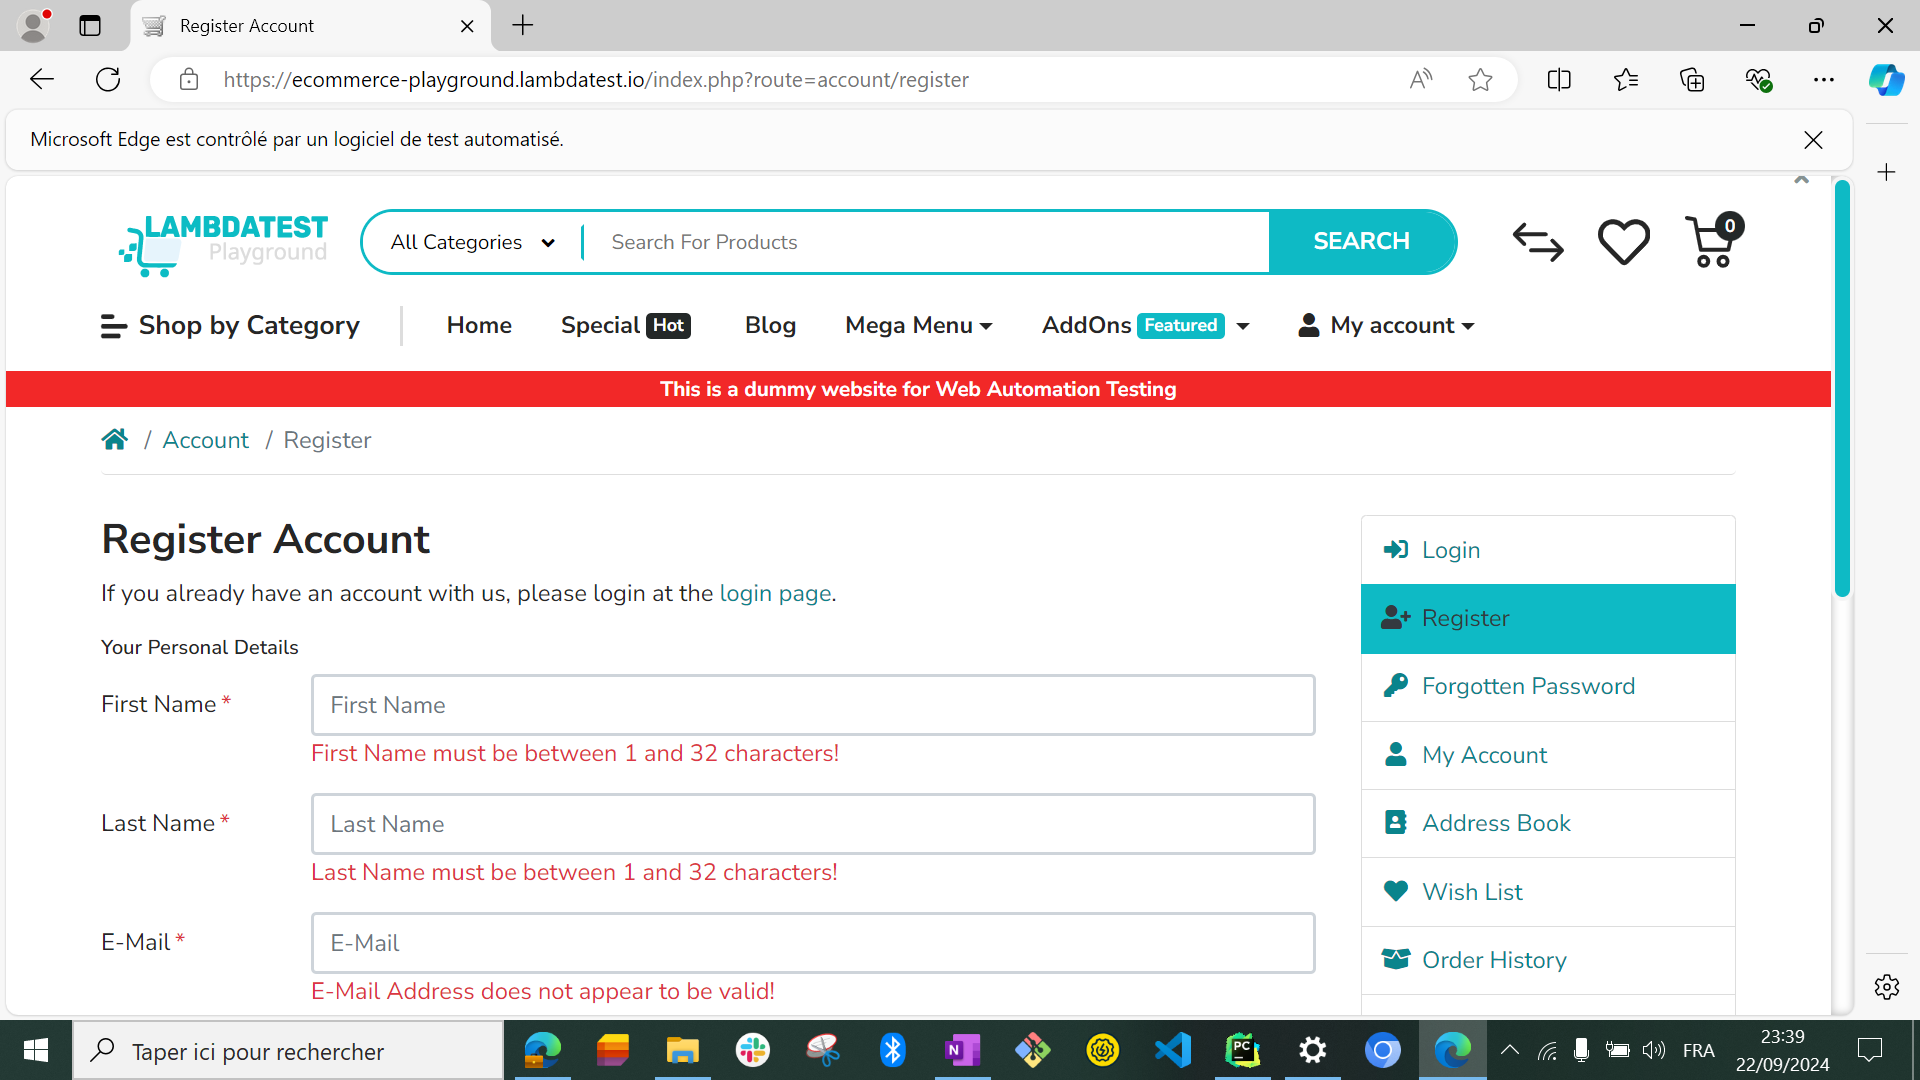 Register Account
https://ecommerce-playground.lambdatest.io/index.php?route=account/register
Microsoft Edge est contrôlé par un logiciel de test automatisé.
LAMBDATEST
Playground
All Categories
Search For Products
SEARCH
0
Shop by Category
Home
Special Hot
Blog
Mega Menu
AddOns Featured
My account
This is a dummy website for Web Automation Testing
/ Account / Register
Register Account
If you already have an account with us, please login at the login page.
Your Personal Details
First Name *
First Name
First Name must be between 1 and 32 characters!
Last Name *
Last Name
Last Name must be between 1 and 32 characters!
E-Mail *
E-Mail
E-Mail Address does not appear to be valid!
Login
Register
Forgotten Password
My Account
Address Book
Wish List
Order History
Taper ici pour rechercher
N
PC
FRA
23:39
22/09/2024